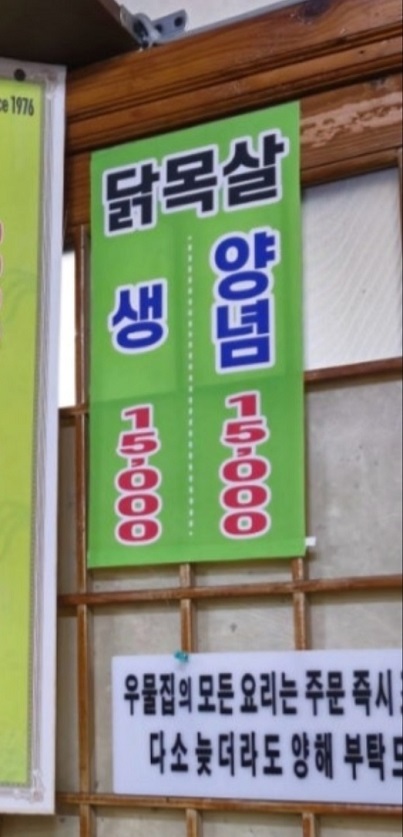 ce 1976
닭목살
생
15,000
양념
15,000
우물집의 모든 요리는 주문 즉시
다소 늦더라도 양해 부탁드